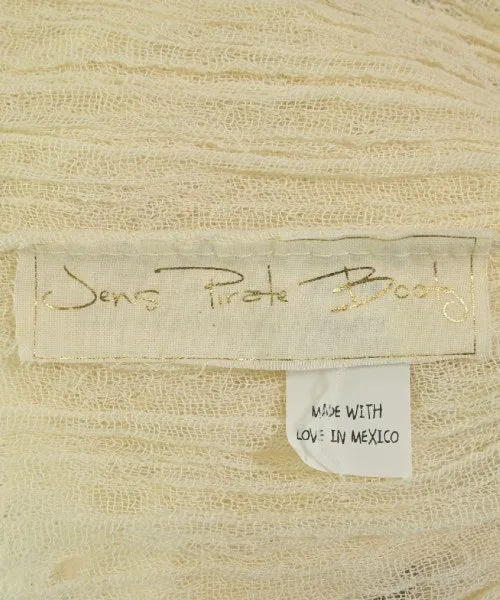 Jens Pirate Booty
MADE WITH
LOVE IN MEXICO